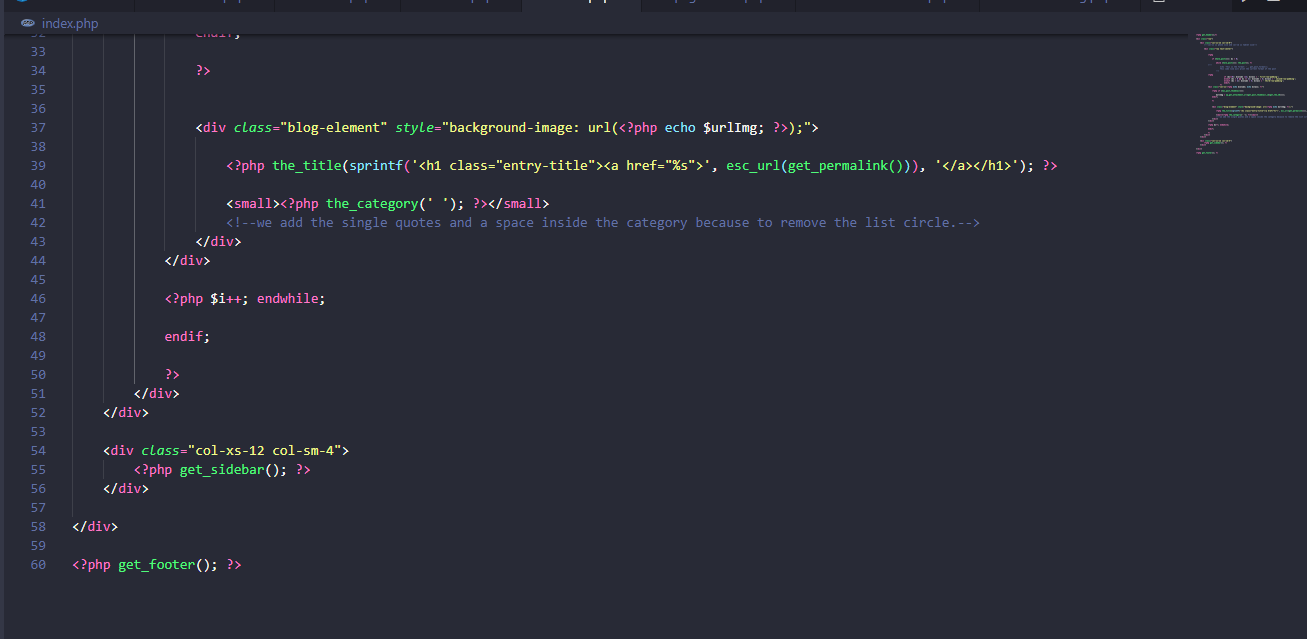 index.php
33
34 ?>
35
36
37 <div class="blog-element" style="background-image: url(<?php echo $urlImg; ?>);">
38
39 <?php the_title(sprintf('<h1 class="entry-title"><a href="%s">', esc_url(get_permalink())), '</a></h1>'); ?>
40
41 <small><?php the_category(' '); ?></small>
42 <!--we add the single quotes and a space inside the category because to remove the list circle.-->
43 </div>
44 </div>
45
46 <?php $i++; endwhile;
47
48 endif;
49
50 ?>
51 </div>
52 </div>
53
54 <div class="col-xs-12 col-sm-4">
55 <?php get_sidebar(); ?>
56 </div>
57
58 </div>
59
60 <?php get_footer(); ?>